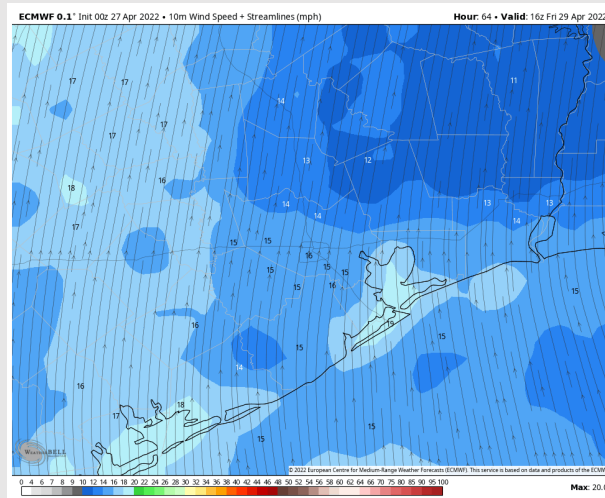 ECMWF 0.1° Init 00z 27 Apr 2022 • 10m Wind Speed + Streamlines (mph) Hour: 64 • Valid: 16z Fri 29 Apr 2022
17 17 11
14
17 17
13 12
18 16
14 13 13
17 14 14
15 15
16
15 15 15
15 16 15
16 19
15 15
14
16
17 18
15 15
WeatherBELL
© 2022 European Centre for Medium-Range Weather Forecasts (ECMWF). This service is based on data and products of the ECMW
0 4 6 7 8 9 10 12 14 16 18 20 22 24 26 28 30 32 34 36 38 40 42 44 46 48 50 52 54 56 58 60 62 64 66 70 75 80 85 90 95 100
Max: 20.